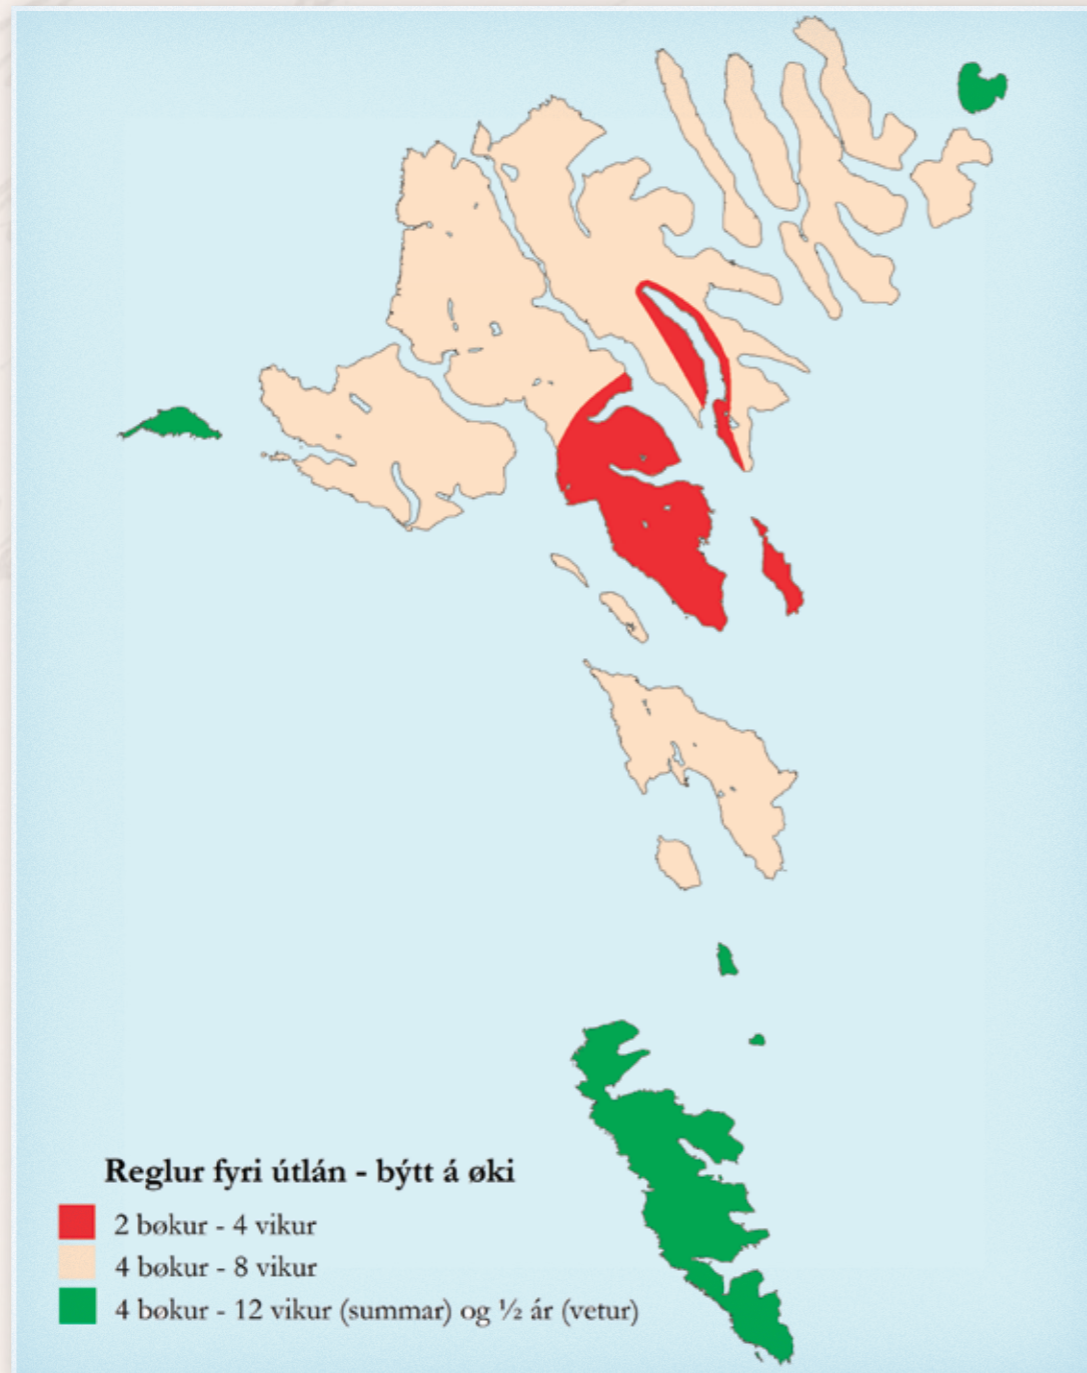 Reglur fyri útlán - býtt á øki
2 bøkur - 4 vikur
4 bøkur - 8 vikur
4 bøkur - 12 vikur (summar) og ½ ár (vetur)